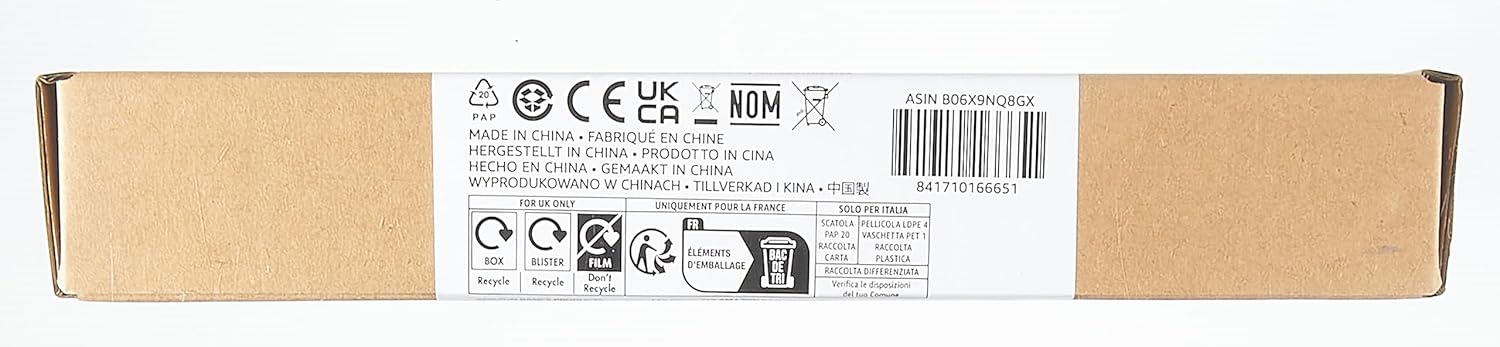 20
PAP
CE
UK
CA
NOM
MADE IN CHINA • FABRIQUÉ EN CHINE
HERGESTELLT IN CHINA • PRODOTTO IN CINA
HECHO EN CHINA • GEMAAKT IN CHINA
WYPRODUKOWANO W CHINACH • TILLVERKAD I KINA • 中国製
ASIN B06X9NQ8GX
841710166651
FOR UK ONLY
BOX
Recycle
BLISTER
Recycle
FILM
Don't
Recycle
UNIQUEMENT POUR LA FRANCE
FR
ÉLÉMENTS
D'EMBALLAGE
BAC
DE
TRI
SOLO PER ITALIA
SCATOLA
PAP 20
RACCOLTA
CARTA
PELLICOLA LDPE 4
VASCHETTA PET 1
RACCOLTA
PLASTICA
RACCOLTA DIFFERENZIATA
Verifica le disposizioni
del tuo Comune